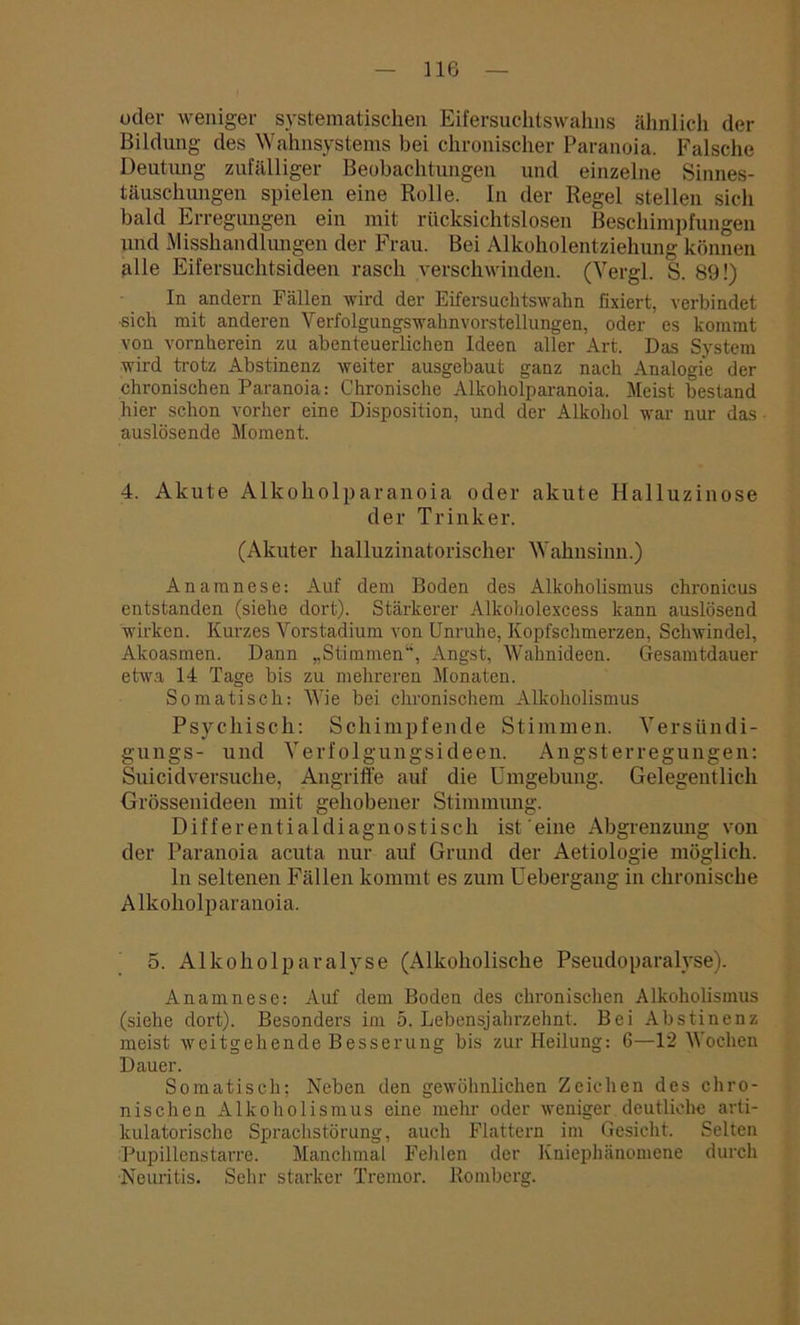 — 116 —
oder weniger systematischen Eifersuchtswahns ähnlich der
Bildung des Wahnsystems bei chronischer Paranoia. Falsche
Deutung zufälliger Beobachtungen und einzelne Sinnes-
täuschungen spielen eine Rolle. In der Regel stellen sich
bald Erregungen ein mit rücksichtslosen Beschimpfungen
und Misshandlungen der Frau. Bei Alkoholentziehung können
alle Eifersuchtsideen rasch verschwinden. (Vergl. S. 89!)
In andern Fällen wird der Eifersuchtswahn fixiert, verbindet
sich mit anderen Verfolgungswahnvorstellungen, oder es kommt
von vornherein zu abenteuerlichen Ideen aller Art. Das System
wird trotz Abstinenz weiter ausgebaut ganz nach Analogie der
chronischen Paranoia: Chronische Alkoholparanoia. Meist bestand
hier schon vorher eine Disposition, und der Alkohol war nur das
auslösende Moment.
4. Akute Alkoholparanoia oder akute Halluzinose
der Trinker.
(Akuter halluzinatorischer Wahnsinn.)
Anamnese: Auf dem Boden des Alkoholismus chronicus
entstanden (siehe dort). Stärkerer Alkoholexcess kann auslösend
wirken. Kurzes Vorstadium von Unruhe, Kopfschmerzen, Schwindel,
Akoasmen. Dann „Stimmen“, Angst, Wahnideen. Gesamtdauer
etwa 14 Tage bis zu mehreren Monaten.
Somatisch: Wie bei chronischem Alkoholismus
Psychisch: Schimpfende Stimmen. Versündi-
gungs- und Verfolgungsideen. Angsterregungen:
Suicidversuche, Angriffe auf die Umgebung. Gelegentlich
Grössenideen mit gehobener Stimmung.
Differentialdiagnostisch ist eine Abgrenzung von
der Paranoia acuta nur auf Grund der Aetiologie möglich.
In seltenen Fällen kommt es zum Uebergang in chronische
Alkoholparanoia.
5. Alkoholparalyse (Alkoholische Pseudoparalyse).
Anamnese: Auf dem Boden des chronischen Alkoholismus
(siehe dort). Besonders im 5. Lebensjahrzehnt. Bei Abstinenz
meist weitgehende Besserung bis zur Heilung: 6—12 Wochen
Dauer.
Somatisch: Neben den gewöhnlichen Zeichen des chro-
nischen Alkoholismus eine mehr oder weniger deutliche arti-
kulatorische Sprachstörung, auch Flattern im Gesicht. Selten
Pupillenstarre. Manchmal Fehlen der Kniephänomene durch
Neuritis. Sehr starker Tremor. Romberg.